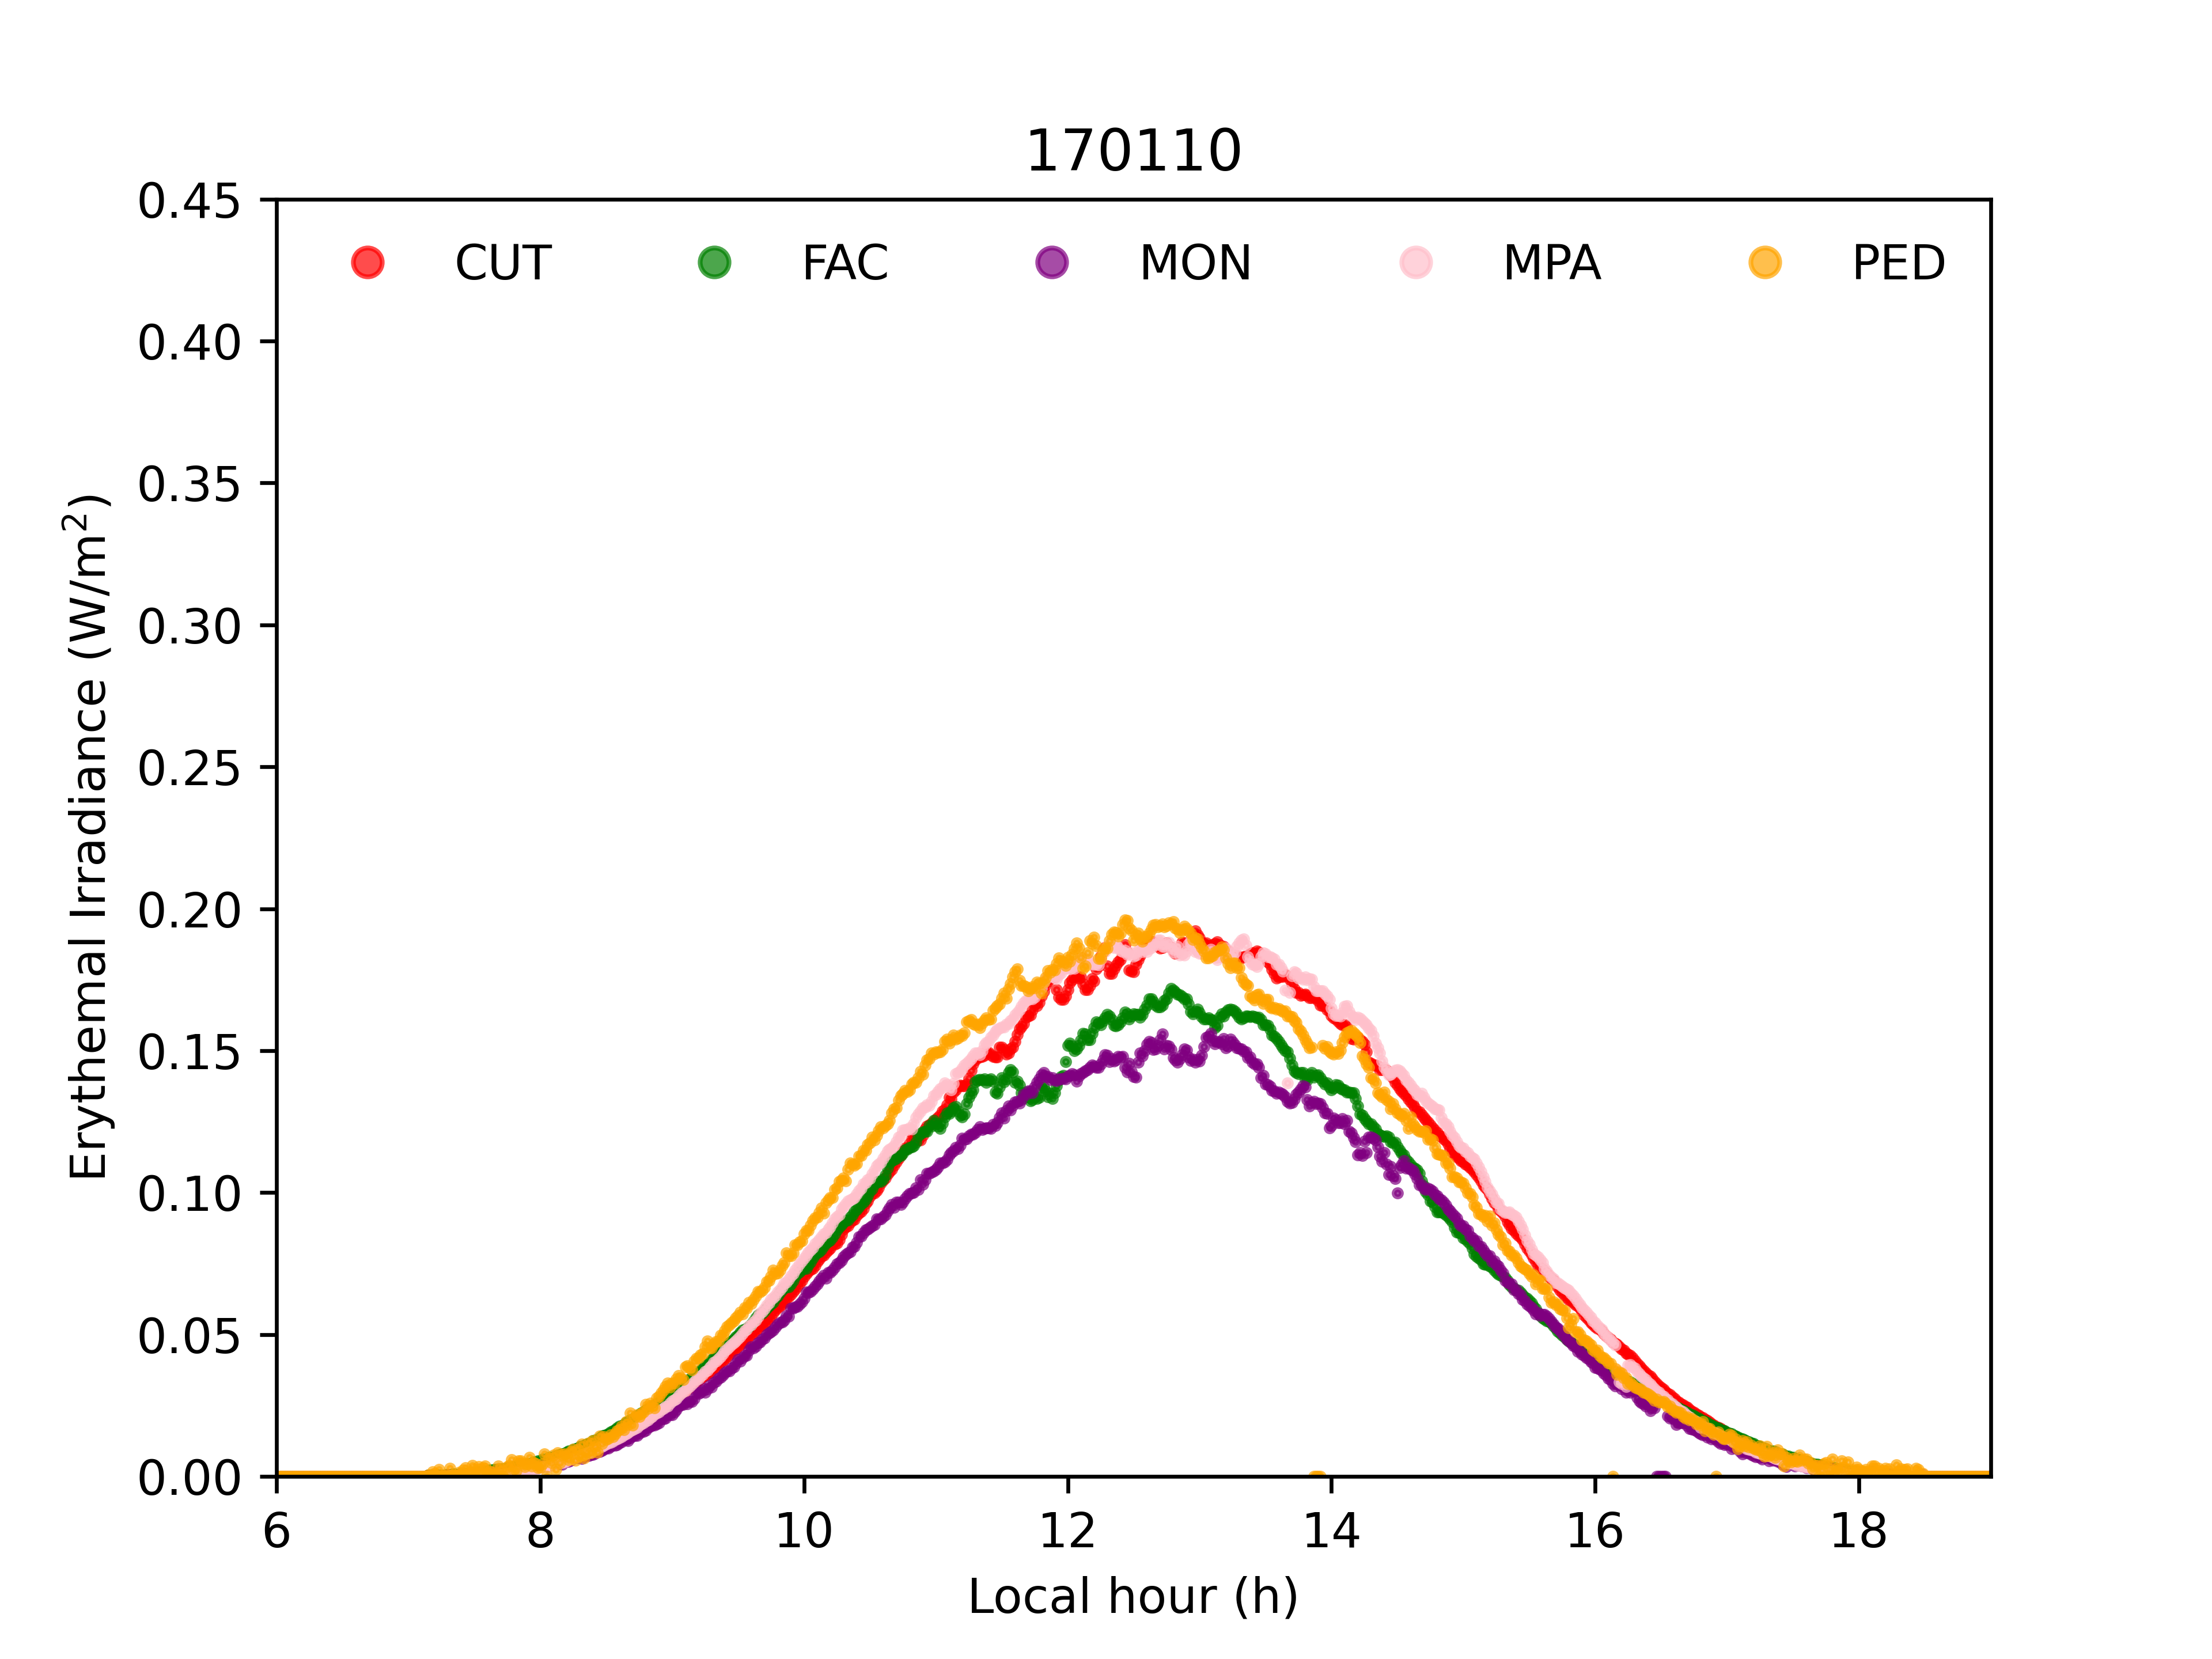 170110
CUT FAC MON MPA PED
0.45
0.40
0.35
0.30
0.25
0.20
0.15
0.10
0.05
0.00
Erythemal Irradiance (W/m²)
6 8 10 12 14 16 18
Local hour (h)